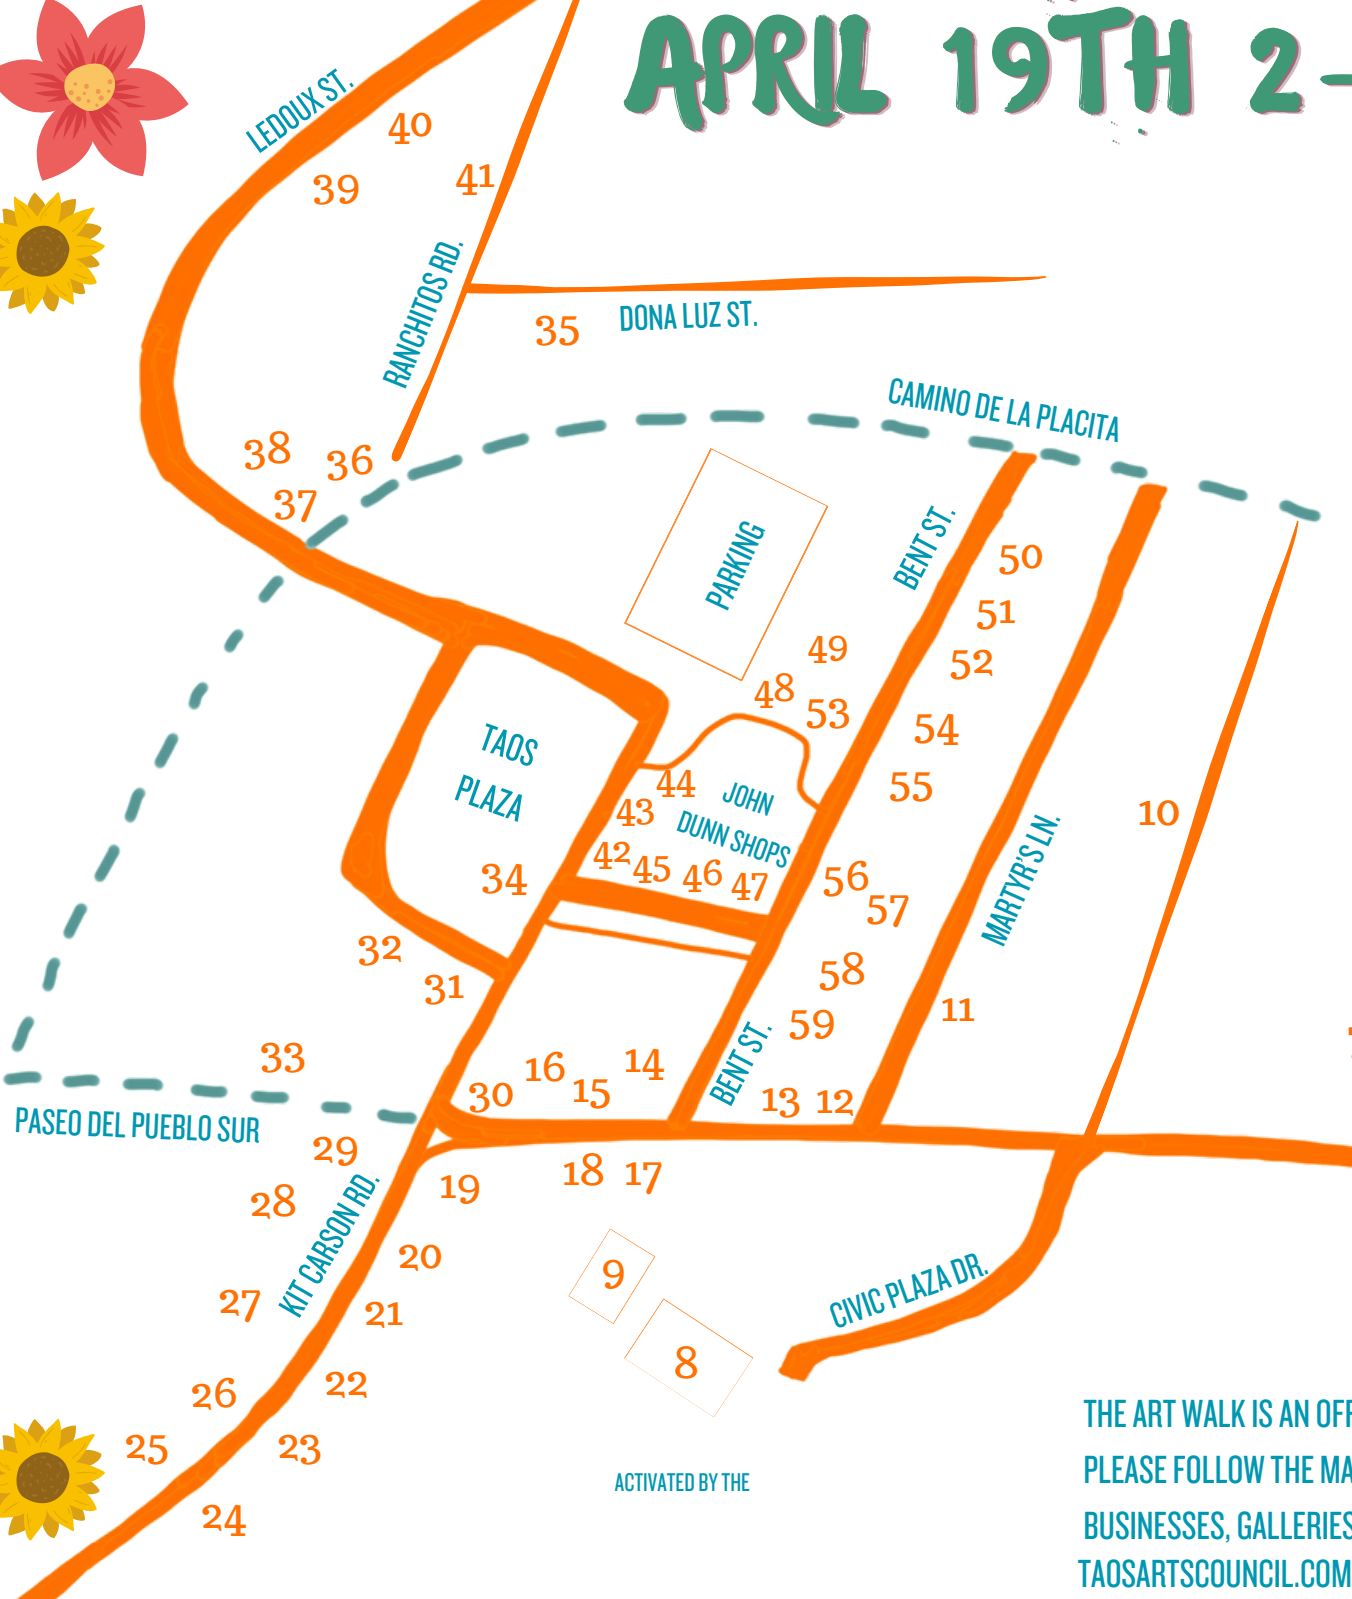 APRIL 19TH 2-
LEDOUX ST.
40
39
41
RANCHITOS RD.
35
DONA LUZ ST.
CAMINO DE LA PLACITA
38
36
37
PARKING
BENT ST.
50
51
52
49
48
53
54
55
TAOS
PLAZA
44
43
JOHN
DUNN SHOPS
42
45
46
47
34
56
57
MARTYR'S LN.
10
32
31
58
59
11
33
16
15
14
30
BENT ST.
13
12
PASEO DEL PUEBLO SUR
29
28
KIT CARSON RD.
19
18
17
20
27
21
9
8
CIVIC PLAZA DR.
26
22
25
23
24
ACTIVATED BY THE
THE ART WALK IS AN OFF
PLEASE FOLLOW THE MA
BUSINESSES, GALLERIES
TAOSARTSCOUNCIL.COM